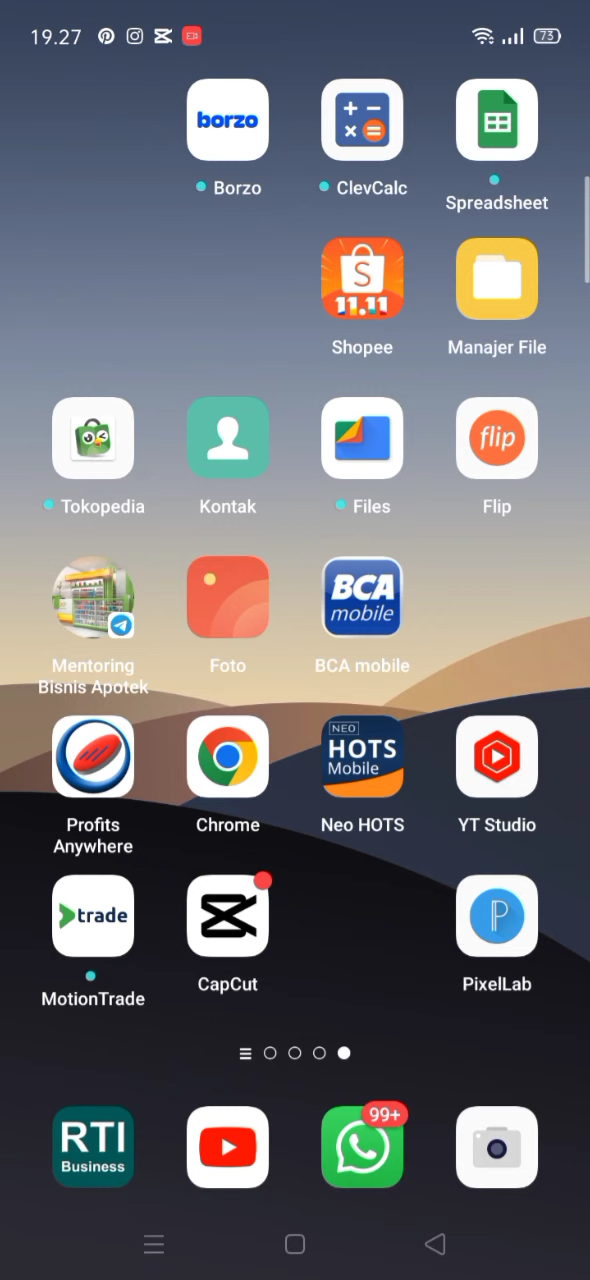 19.27
73
borzo
Borzo
ClevCalc
Spreadsheet
S
11.11
Shopee
Manajer File
Tokopedia
Kontak
Files
flip
Flip
Mentoring
Bisnis Apotek
Foto
BCA
mobile
BCA mobile
Profits
Anywhere
Chrome
NEO
HOTS
Mobile
Neo HOTS
YT Studio
trade
MotionTrade
CapCut
P
PixelLab
RTI
Business
99+